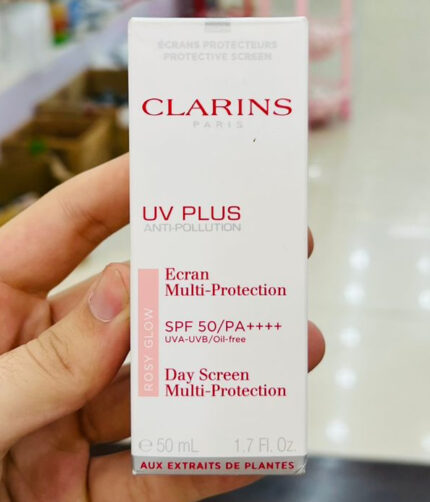 ÉCRANS PROTECTEURS
PROTECTIVE SCREEN
CLARINS
PARIS
UV PLUS
ANTI-POLLUTION
ROSY GLOW
Ecran
Multi-Protection
SPF 50/PA++++
UVA-UVB/Oil-free
Day Screen
Multi-Protection
℮ 50 mL 1.7 Fl. Oz.
AUX EXTRAITS DE PLANTES